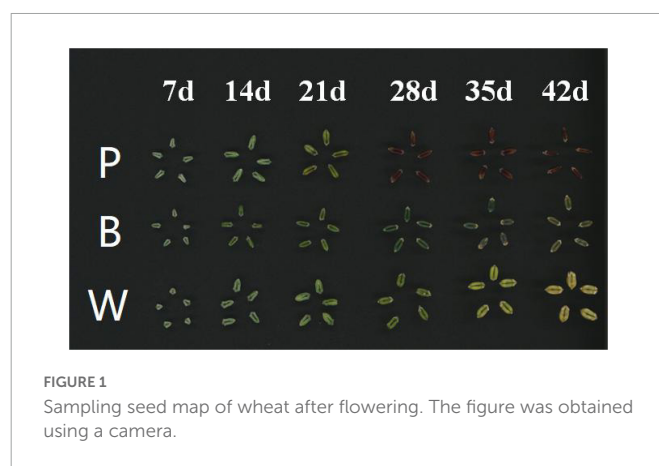 7d 14d 21d 28d 35d 42d
P
B
W
FIGURE 1
Sampling seed map of wheat after flowering. The figure was obtained
using a camera.